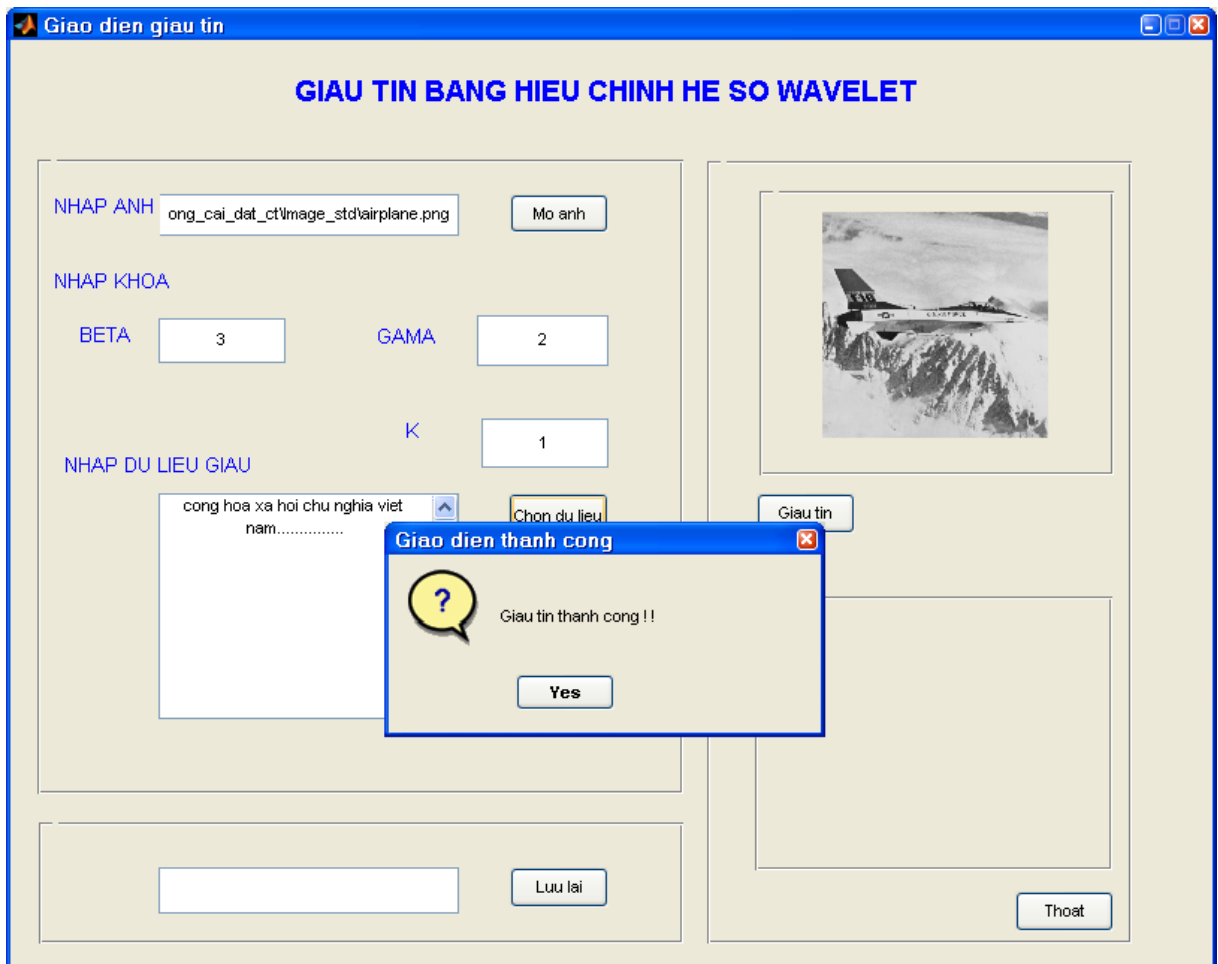 Giao dien giau tin
GIAU TIN BANG HIEU CHINH HE SO WAVELET
NHAP ANH
ong_cai_dat_ct\Image_std\airplane.png
Mo anh
NHAP KHOA
BETA
3
GAMA
2
K
1
NHAP DU LIEU GIAU
cong hoa xa hoi chu nghia viet
nam...............
Chon du lieu
F16
Giau tin
Giao dien thanh cong
?
Giau tin thanh cong ! !
Yes
Luu lai
Thoat